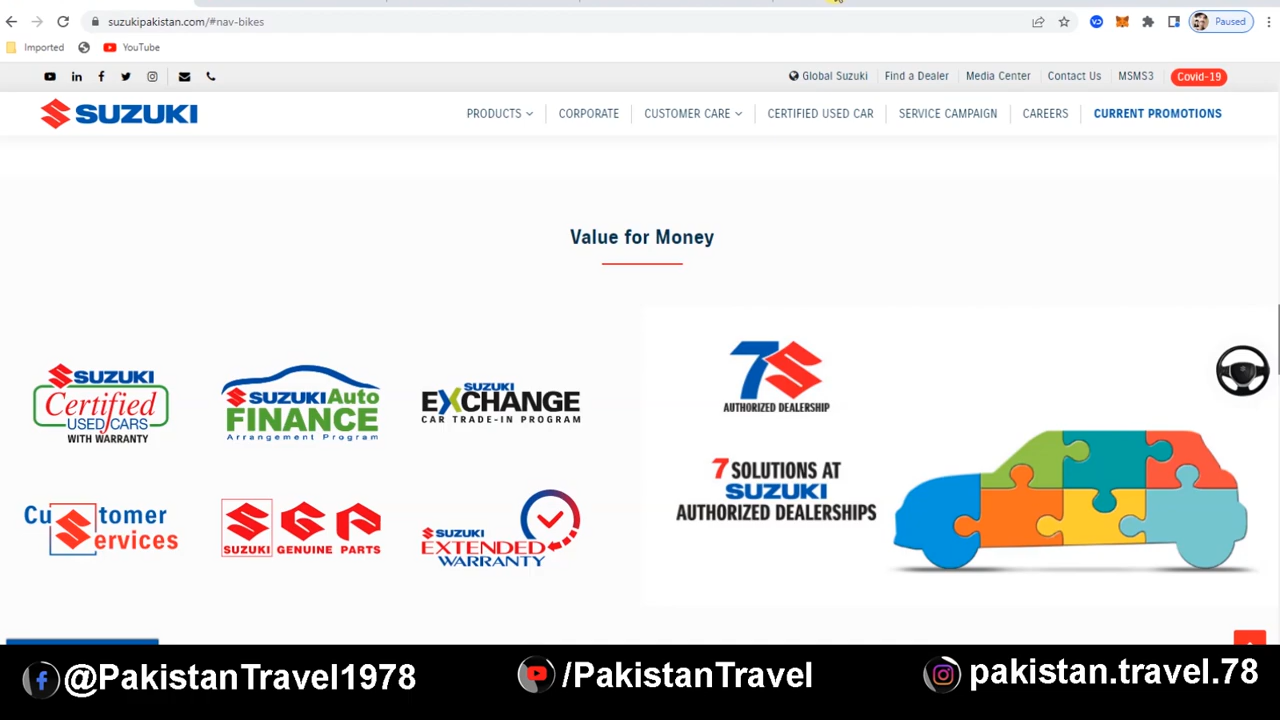 suzukipakistan.com/#nav-bikes
Paused
Imported
YouTube
Global Suzuki
Find a Dealer
Media Center
Contact Us
MSMS3
Covid-19
SUZUKI
PRODUCTS
CORPORATE
CUSTOMER CARE
CERTIFIED USED CAR
SERVICE CAMPAIGN
CAREERS
CURRENT PROMOTIONS
Value for Money
SUZUKI
Certified
USED CARS
WITH WARRANTY
SUZUKI Auto
FINANCE
Arrangement Program
SUZUKI
EXCHANGE
CAR TRADE-IN PROGRAM
7S
AUTHORIZED DEALERSHIP
7 SOLUTIONS AT
SUZUKI
AUTHORIZED DEALERSHIPS
Customer
Services
SUZUKI GENUINE PARTS
SUZUKI
EXTENDED
WARRANTY
@PakistanTravel1978
/PakistanTravel
pakistan.travel.78